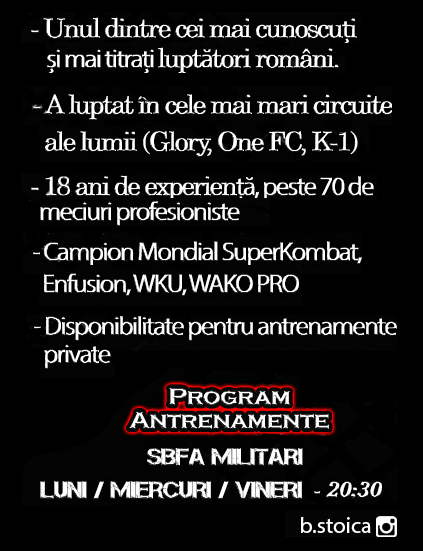 - Unul dintre cei mai cunoscuți
și mai titrați luptători români.
- A luptat în cele mai mari circuite
ale lumii (Glory, One FC, K-1)
- 18 ani de experiență, peste 70 de
meciuri profesioniste
- Campion Mondial SuperKombat,
Enfusion, WKU, WAKO PRO
- Disponibilitate pentru antrenamente
private
PROGRAM
ANTRENAMENTE
SBFA MILITARI
LUNI / MIERCURI / VINERI - 20:30
b.stoica